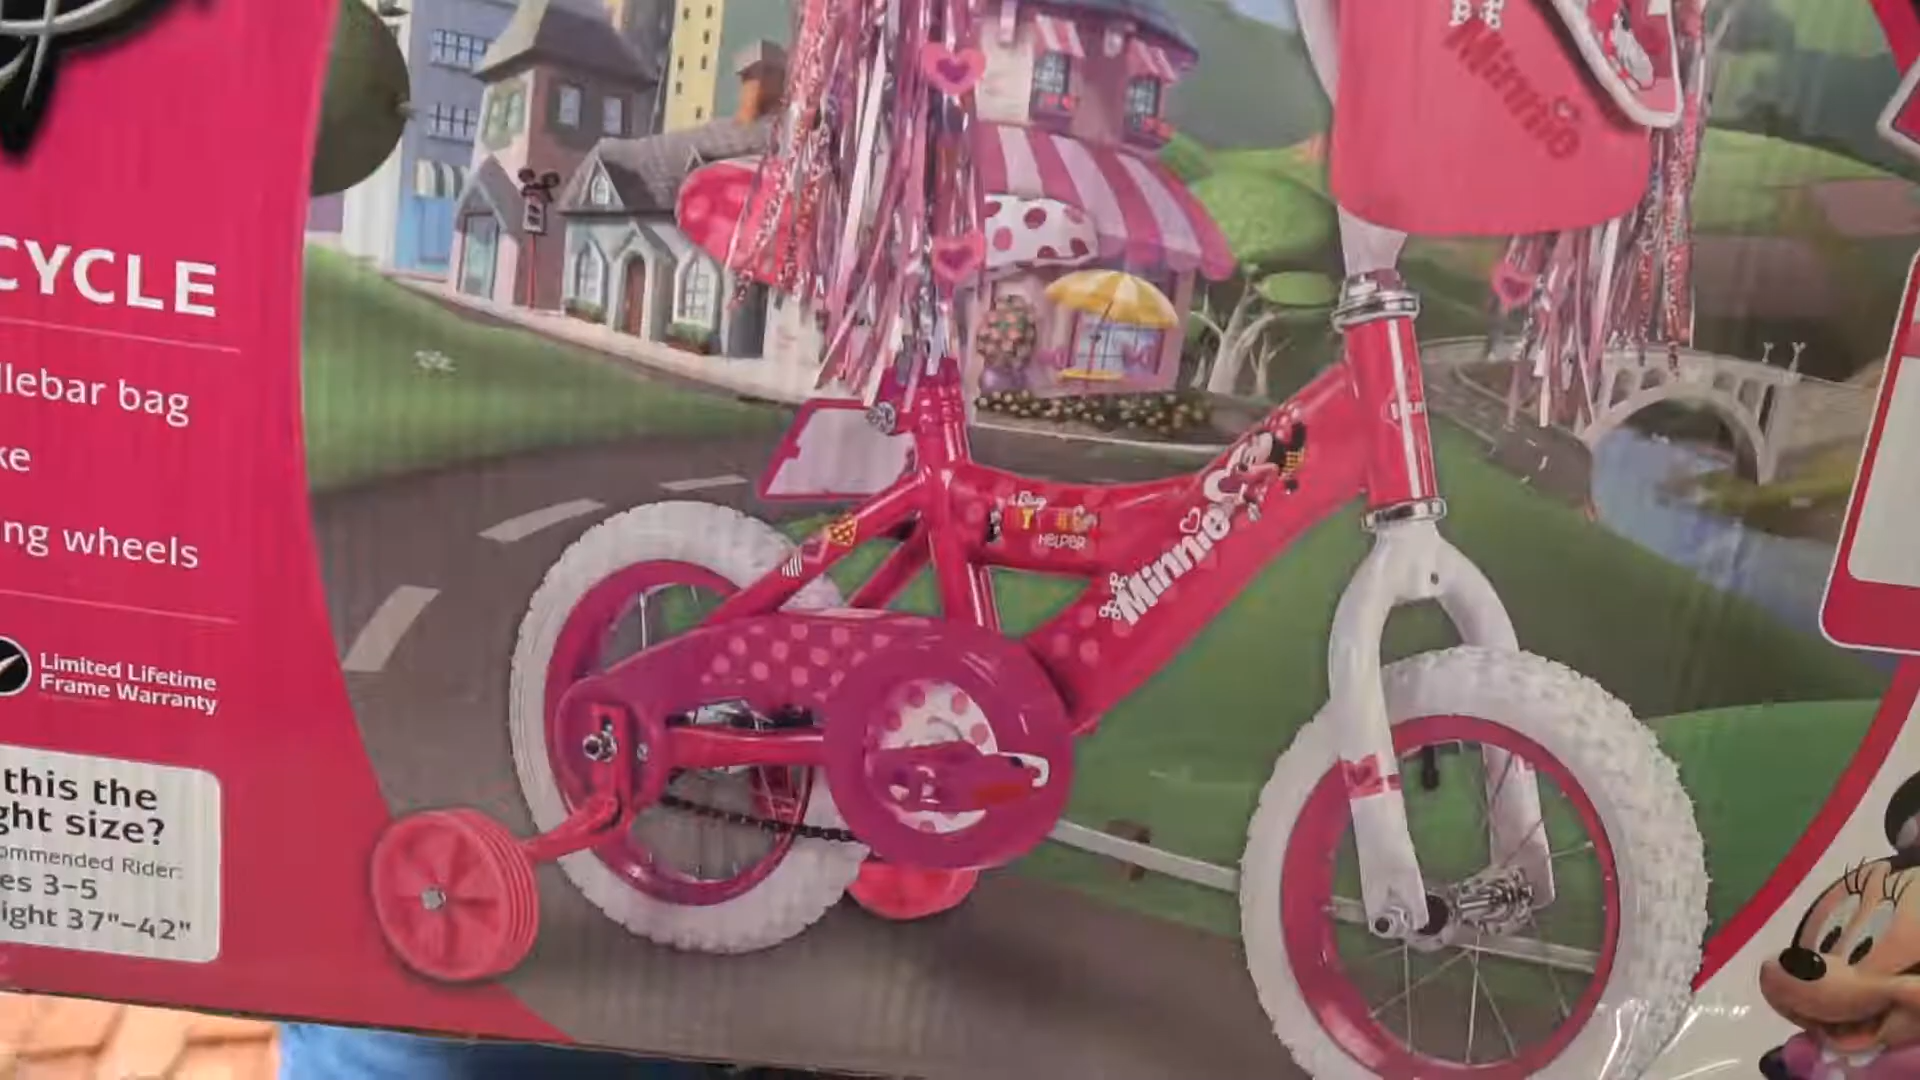 CYCLE
llebar bag
ke
ng wheels
Limited Lifetime
Frame Warranty
this the
ght size?
ommended Rider:
es 3-5
ight 37"-42"
Minnie
HELPER
Minnie